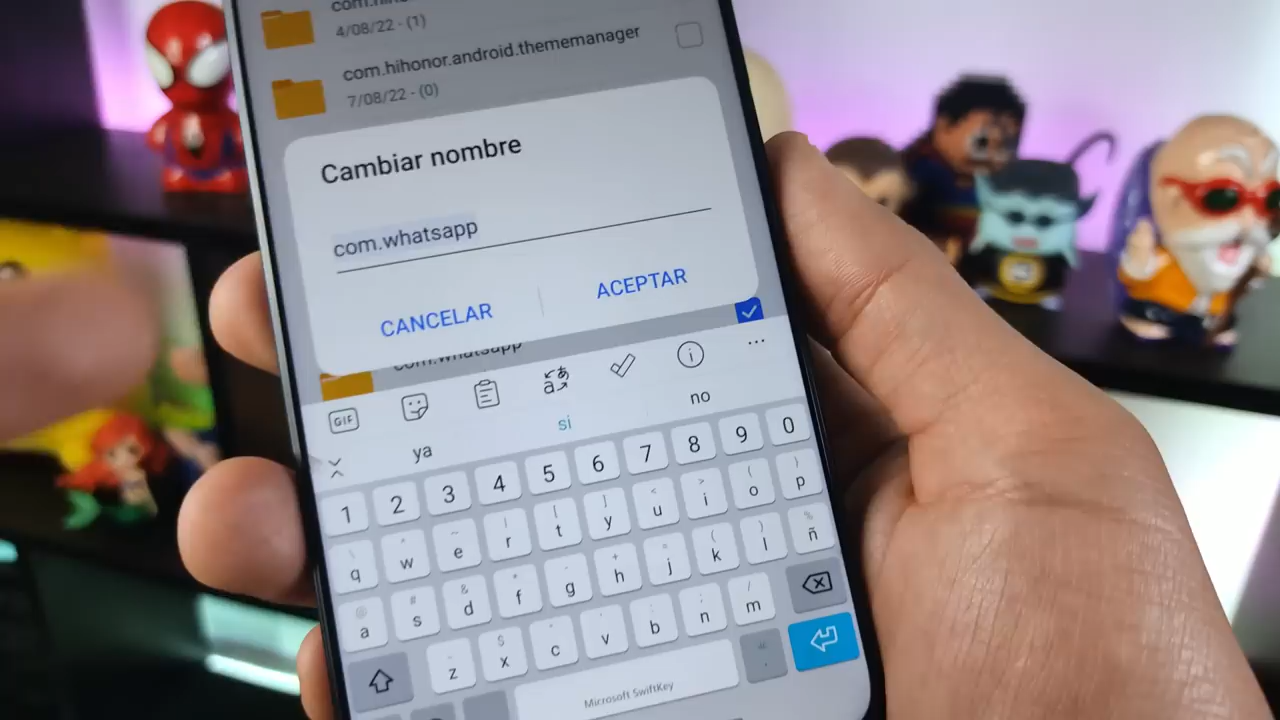 4/08/22 - (1)
com.hihonor.android.thememanager
7/08/22 - (0)
Cambiar nombre
com.whatsapp
CANCELAR
ACEPTAR
com.whatsapp
GIF
ya
si
no
1 2 3 4 5 6 7 8 9 0
q w e r t y u i o p
a s d f g h j k l ñ
z x c v b n m
Microsoft SwiftKey